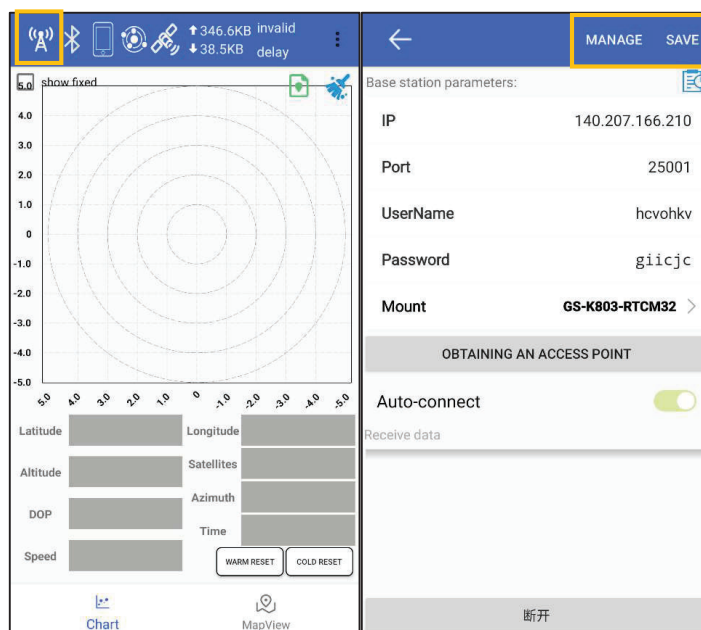 346.6KB invalid
38.5KB delay
show fixed
5.0
4.0
3.0
2.0
1.0
0
-1.0
-2.0
-3.0
-4.0
-5.0
5.0 4.0 3.0 2.0 1.0 0 -1.0 -2.0 -3.0 -4.0 -5.0
Latitude Longitude
Altitude Satellites
Azimuth
DOP
Time
Speed
WARM RESET COLD RESET
Chart MapView
MANAGE SAVE
Base station parameters:
IP 140.207.166.210
Port 25001
UserName hcvohkv
Password giicjc
Mount GS-K803-RTCM32
OBTAINING AN ACCESS POINT
Auto-connect
Receive data
断开